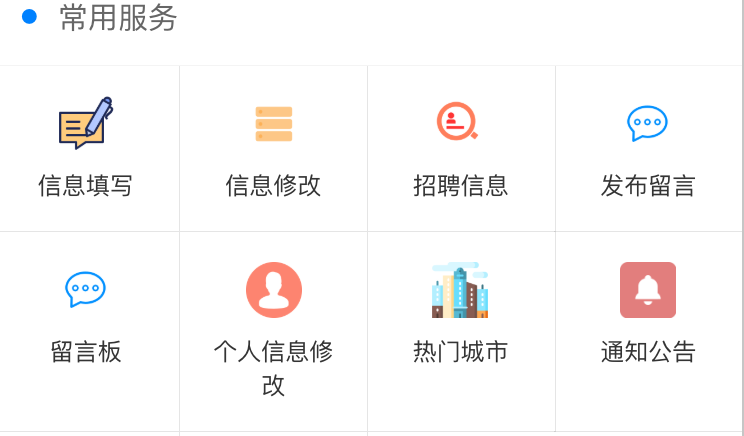 常用服务
信息填写
信息修改
招聘信息
发布留言
留言板
个人信息修
改
热门城市
通知公告